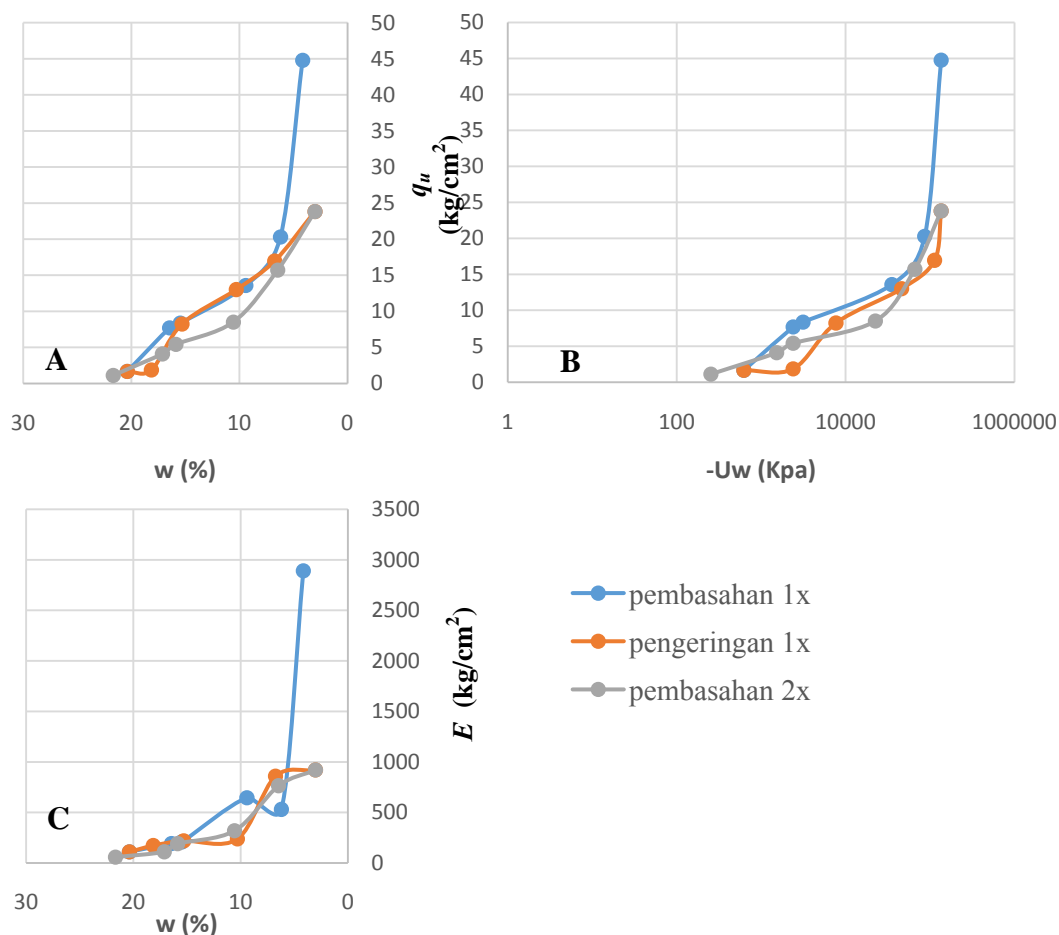 50
45
40
35
30
25
20
15
10
5
0
30 20 10 0
w (%)
A
qu
(kg/cm2)
50
45
40
35
30
25
20
15
10
5
0
1 100 10000 1000000
-Uw (Kpa)
B
3500
3000
2500
2000
1500
1000
500
0
30 20 10 0
w (%)
C
E (kg/cm2)
pembasahan 1x
pengeringan 1x
pembasahan 2x